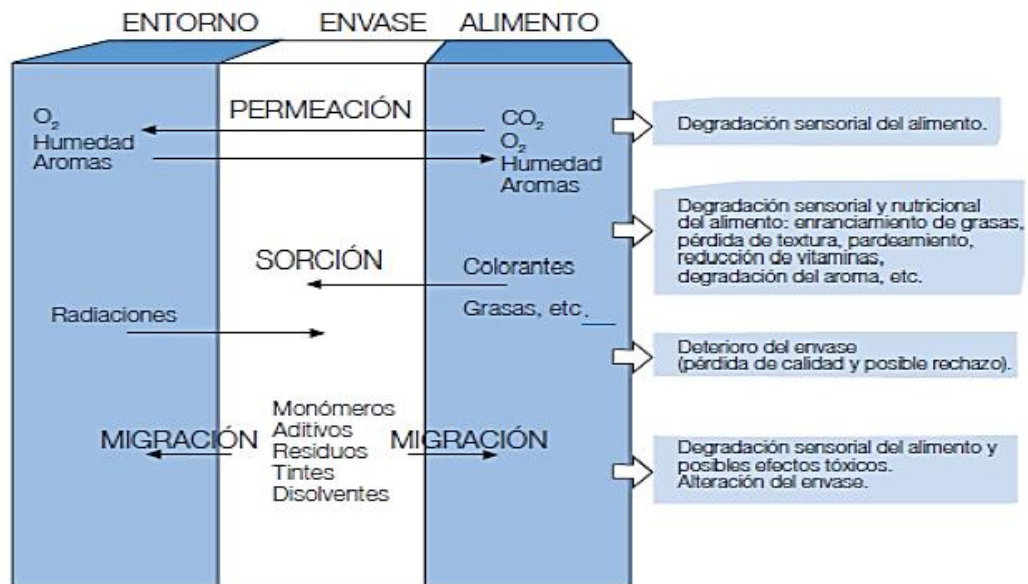 ENTORNO ENVASE ALIMENTO
PERMEACIÓN
O₂
Humedad
Aromas
CO₂
O₂
Humedad
Aromas
Degradación sensorial del alimento.
Degradación sensorial y nutricional
del alimento: enranciamiento de grasas,
pérdida de textura, pardeamiento,
reducción de vitaminas,
degradación del aroma, etc.
SORCIÓN
Colorantes
Grasas, etc.
Radiaciones
Deterioro del envase
(pérdida de calidad y posible rechazo).
MIGRACIÓN
Monómeros
Aditivos
Residuos
Tintes
Disolventes
MIGRACIÓN
Degradación sensorial del alimento y
posibles efectos tóxicos.
Alteración del envase.